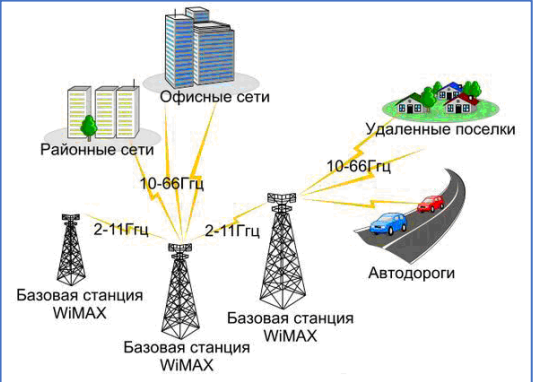 Офисные сети
Районные сети
Удаленные поселки
10-66Ггц
10-66Ггц
2-11Ггц
2-11Ггц
Автодороги
Базовая станция
WiMAX
Базовая станция
WiMAX
Базовая станция
WiMAX